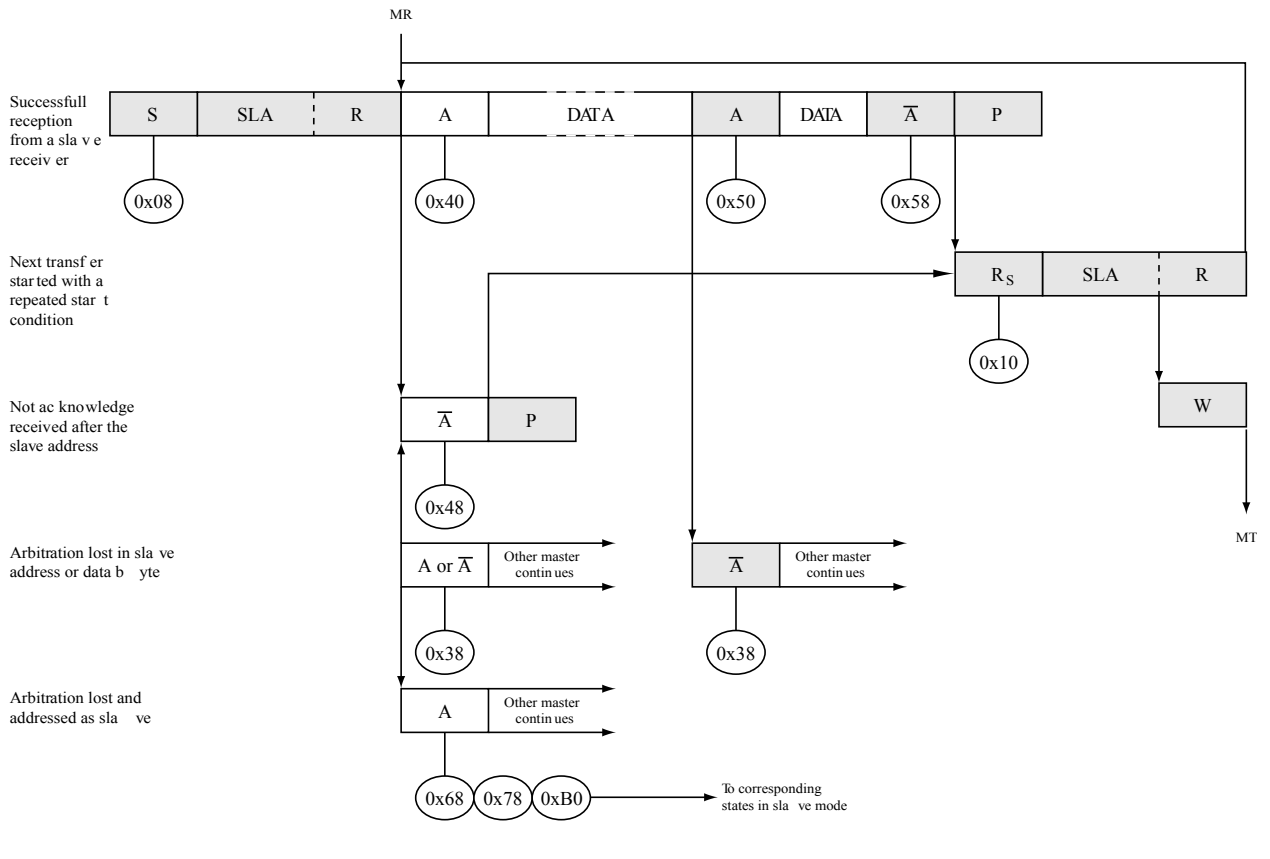 MR
Successfull
reception
from a sla v e
receiv er
S SLA R A DATA A DATA A̅ P
0x08 0x40 0x50 0x58
Next transf er
star ted with a
repeated star t
condition
RS SLA R
0x10
Not ac knowledge
received after the
slave address
A̅ P
W
0x48
MT
Arbitration lost in sla ve
address or data b yte
A or A̅
Other master
contin ues
A̅
Other master
contin ues
0x38 0x38
Arbitration lost and
addressed as sla ve
A
Other master
contin ues
0x68 0x78 0xB0
To corresponding
states in sla ve mode